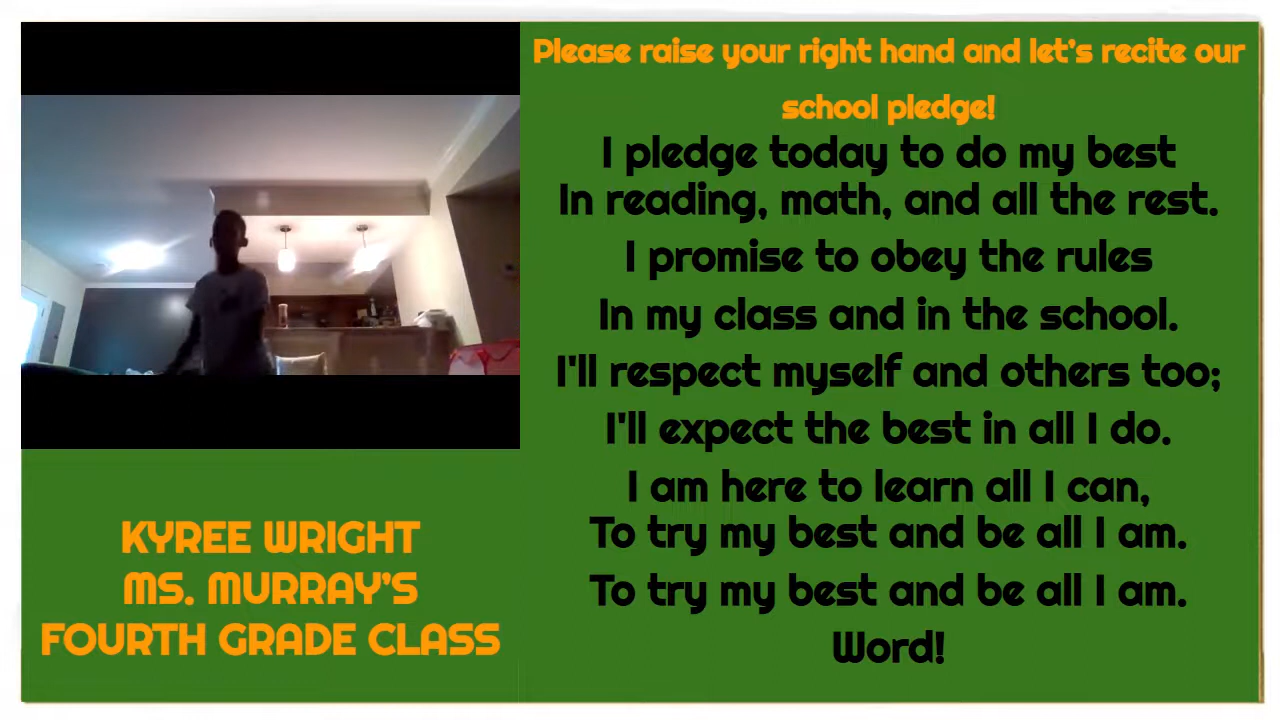 Please raise your right hand and let's recite our
school pledge!
I pledge today to do my best
In reading, math, and all the rest.
I promise to obey the rules
In my class and in the school.
I'll respect myself and others too;
I'll expect the best in all I do.
I am here to learn all I can,
To try my best and be all I am.
To try my best and be all I am.
Word!
KYREE WRIGHT
MS. MURRAY'S
FOURTH GRADE CLASS